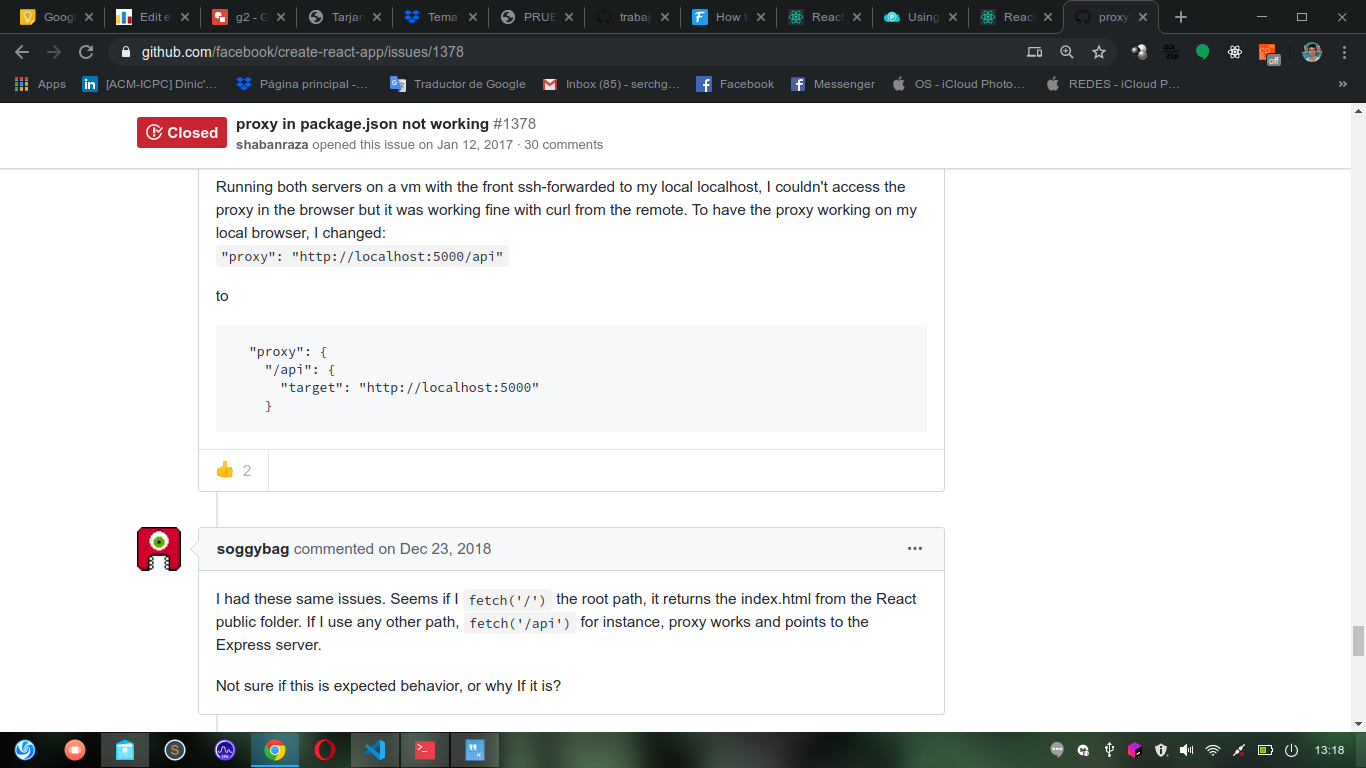 Googl
Edit e
g2 - G
Tarjan
Tema
PRUE
trabaj
How t
React
Using
React
proxy
github.com/facebook/create-react-app/issues/1378
Apps
[ACM-ICPC] Dinic'...
Página principal -...
Traductor de Google
Inbox (85) - serchg...
Facebook
Messenger
OS - iCloud Photo...
REDES - iCloud P...
»
Closed
proxy in package.json not working #1378
shabanraza opened this issue on Jan 12, 2017 · 30 comments
Running both servers on a vm with the front ssh-forwarded to my local localhost, I couldn't access the
proxy in the browser but it was working fine with curl from the remote. To have the proxy working on my
local browser, I changed:
"proxy": "http://localhost:5000/api"
to
"proxy": {
"/api": {
"target": "http://localhost:5000"
}
2
soggybag commented on Dec 23, 2018
I had these same issues. Seems if I fetch('/') the root path, it returns the index.html from the React
public folder. If I use any other path, fetch('/api') for instance, proxy works and points to the
Express server.
Not sure if this is expected behavior, or why If it is?
13:18